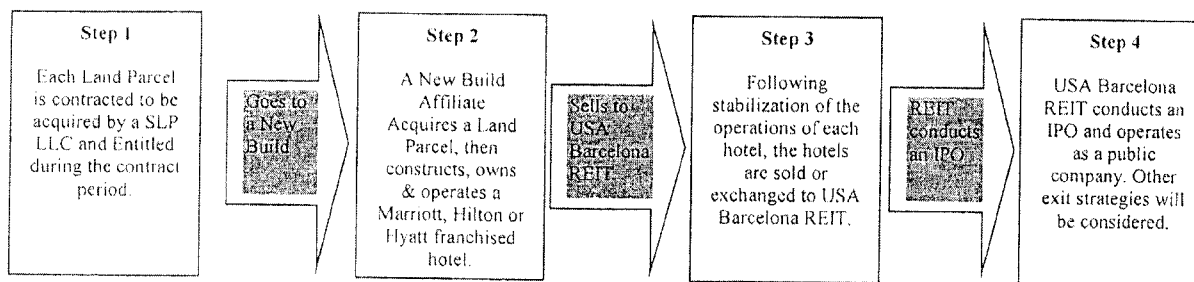 Step 1
Each Land Parcel
is contracted to be
acquired by a SLP
LLC and Entitled
during the contract
period.
Goes to
a New
Build
Step 2
A New Build
Affiliate
Acquires a Land
Parcel, then
constructs, owns
& operates a
Marriott, Hilton or
Hyatt franchised
hotel.
Sells to
USA
Barcelona
REIT
Step 3
Following
stabilization of the
operations of each
hotel, the hotels
are sold or
exchanged to USA
Barcelona REIT.
REIT
conducts
an IPO
Step 4
USA Barcelona
REIT conducts an
IPO and operates
as a public
company. Other
exit strategies will
be considered.